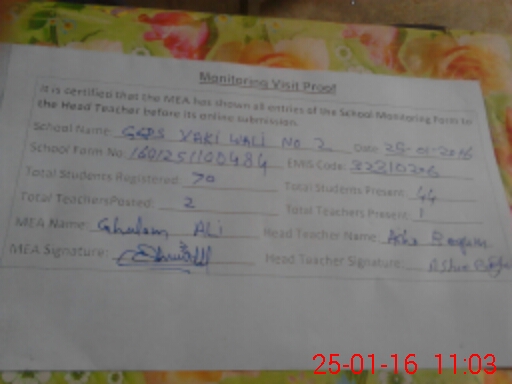 Monitoring Visit Proof
It is certified that the MEA has shown all entries of the School Monitoring Form to
the Head Teacher before its online submission.
School Name: GGPS YAKI WALI No 2 Date: 25-01-2016
School Form No: 1601251100484 EMIS Code: 32310206
Total Students Registered: 70 Total Students Present: 44
Total Teachers Posted: 2 Total Teachers Present: 1
MEA Name: Ghulam ALi Head Teacher Name:
MEA Signature: Head Teacher Signature:
25-01-16 11:03